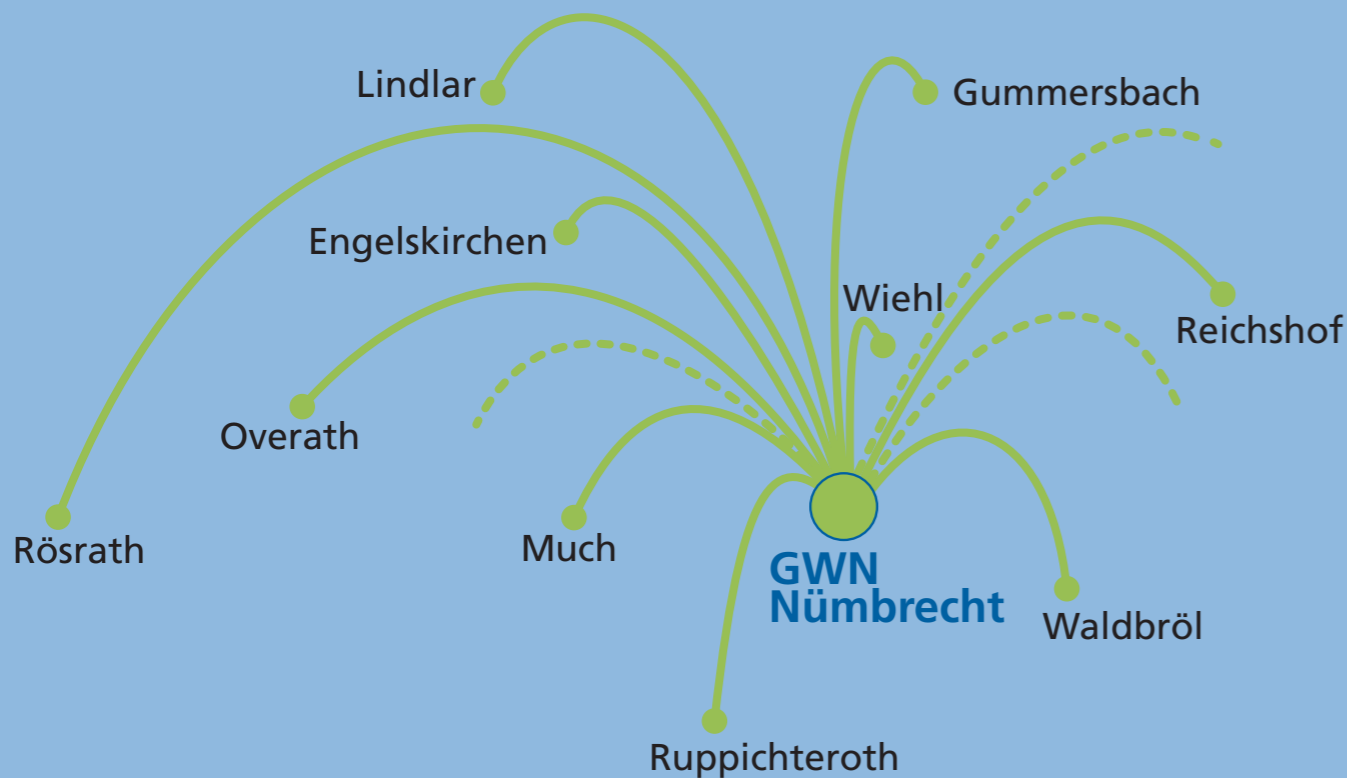 Lindlar
Gummersbach
Engelskirchen
Wiehl
Reichshof
Overath
Rösrath
Much
GWN
Nümbrecht
Waldbröl
Ruppichteroth